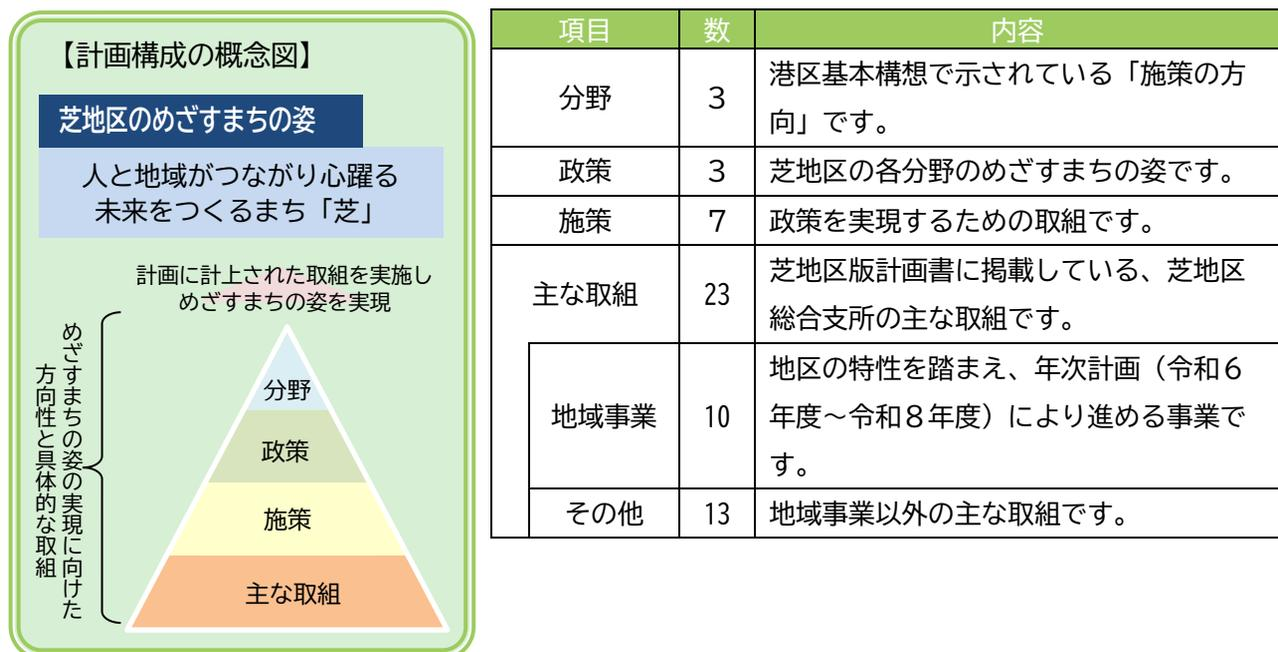 【計画構成の概念図】
芝地区のめざすまちの姿
人と地域がつながり心躍る
未来をつくるまち「芝」
計画に計上された取組を実施し
めざすまちの姿を実現
めざすまちの姿の実現に向けた
方向性と具体的な取組
分野
政策
施策
主な取組
項目 数 内容
分野 3 港区基本構想で示されている「施策の方
向」です。
政策 3 芝地区の各分野のめざすまちの姿です。
施策 7 政策を実現するための取組です。
主な取組 23 芝地区版計画書に掲載している、芝地区
総合支所の主な取組です。
地域事業 10 地区の特性を踏まえ、年次計画（令和６
年度～令和８年度）により進める事業で
す。
その他 13 地域事業以外の主な取組です。